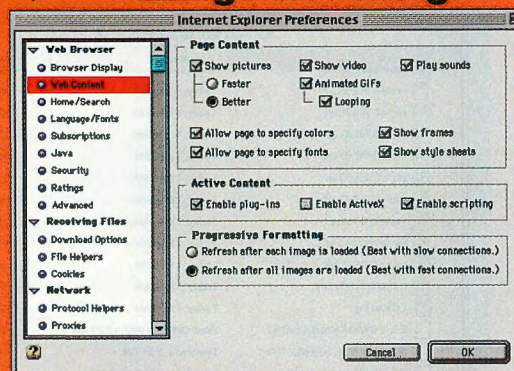 Internet Explorer Preferences
Web Browser
Browser Display
Web Content
Home/Search
Language/Fonts
Subscriptions
Java
Security
Ratings
Advanced
Receiving Files
Download Options
File Helpers
Cookies
Network
Protocol Helpers
Proxies
Page Content
Show pictures
Show video
Play sounds
Faster
Animated GIFs
Better
Looping
Allow page to specify colors
Show frames
Allow page to specify fonts
Show style sheets
Active Content
Enable plug-ins
Enable ActiveX
Enable scripting
Progressive Formatting
Refresh after each image is loaded (Best with slow connections.)
Refresh after all images are loaded (Best with fast connections.)
?
Cancel
OK